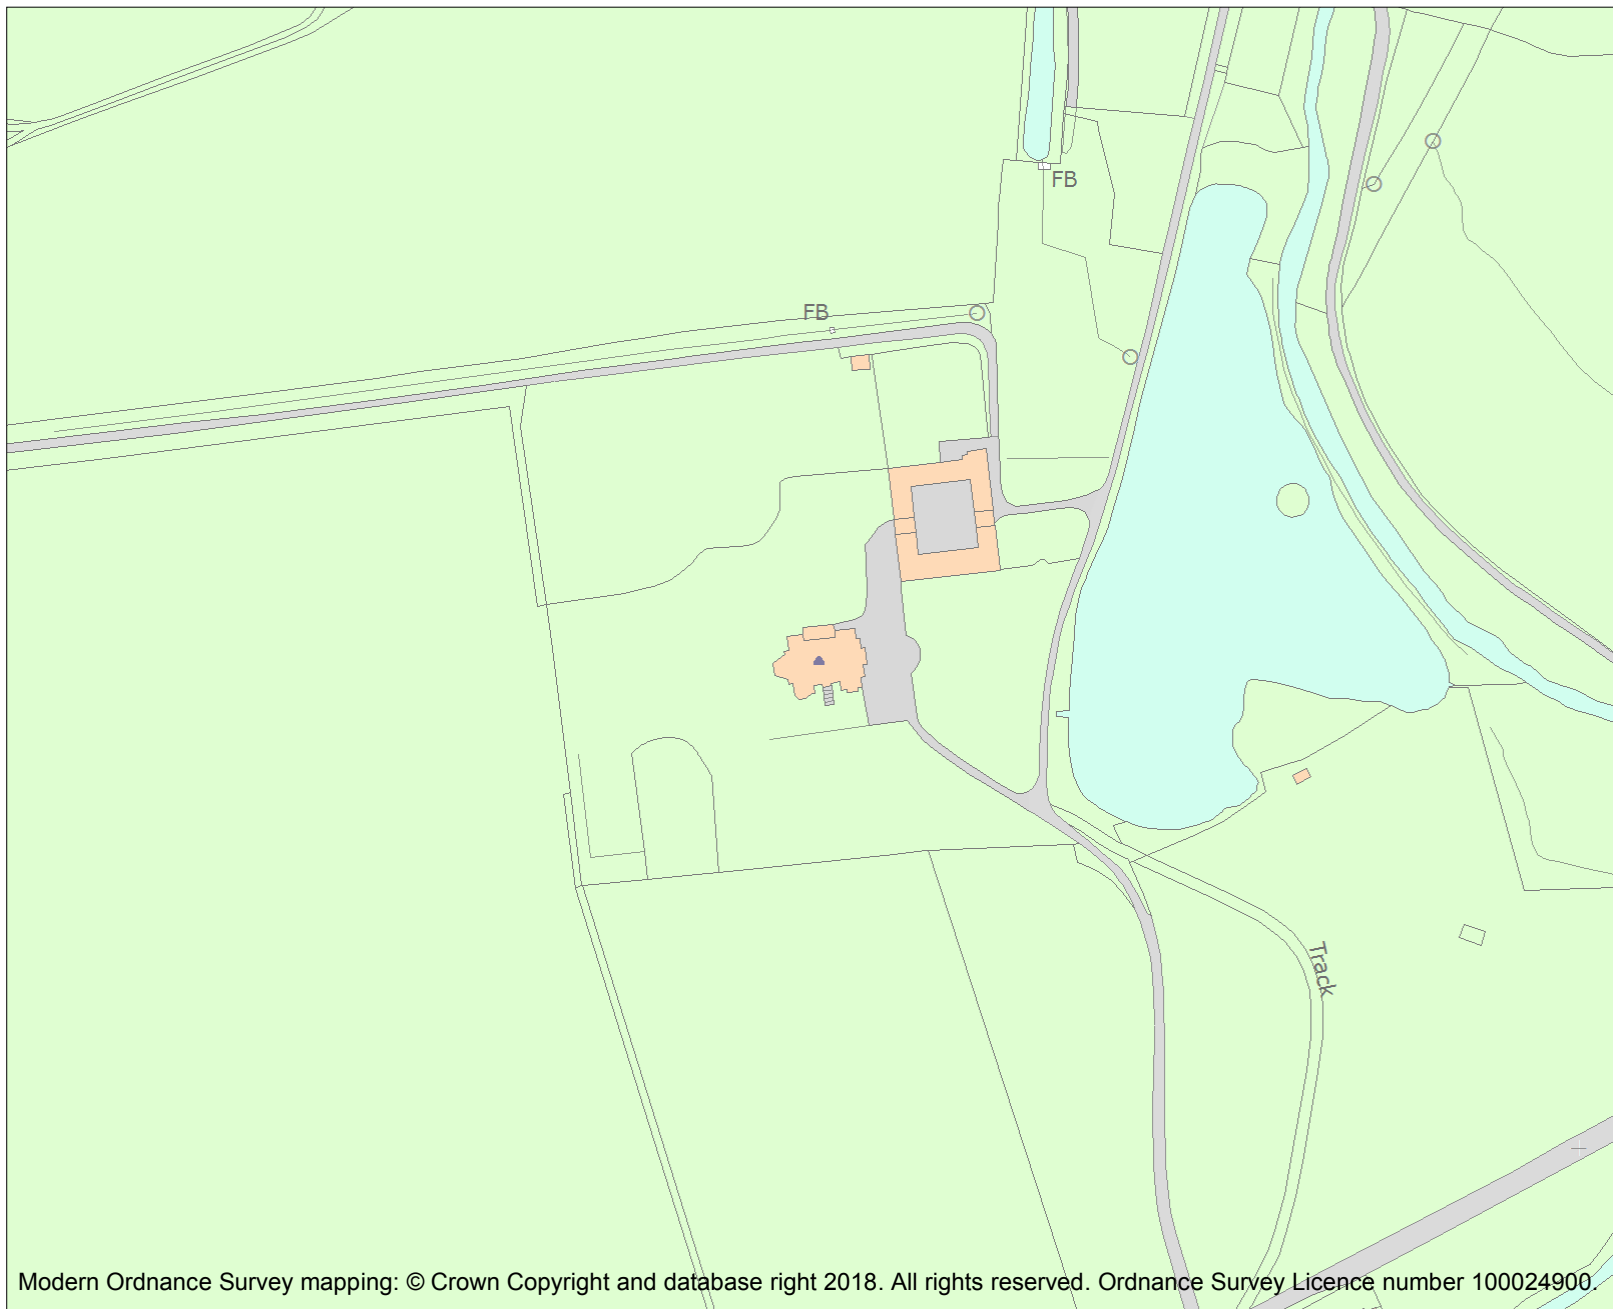 FB
FB
Track
Modern Ordnance Survey mapping: © Crown Copyright and database right 2018. All rights reserved. Ordnance Survey Licence number 100024900.